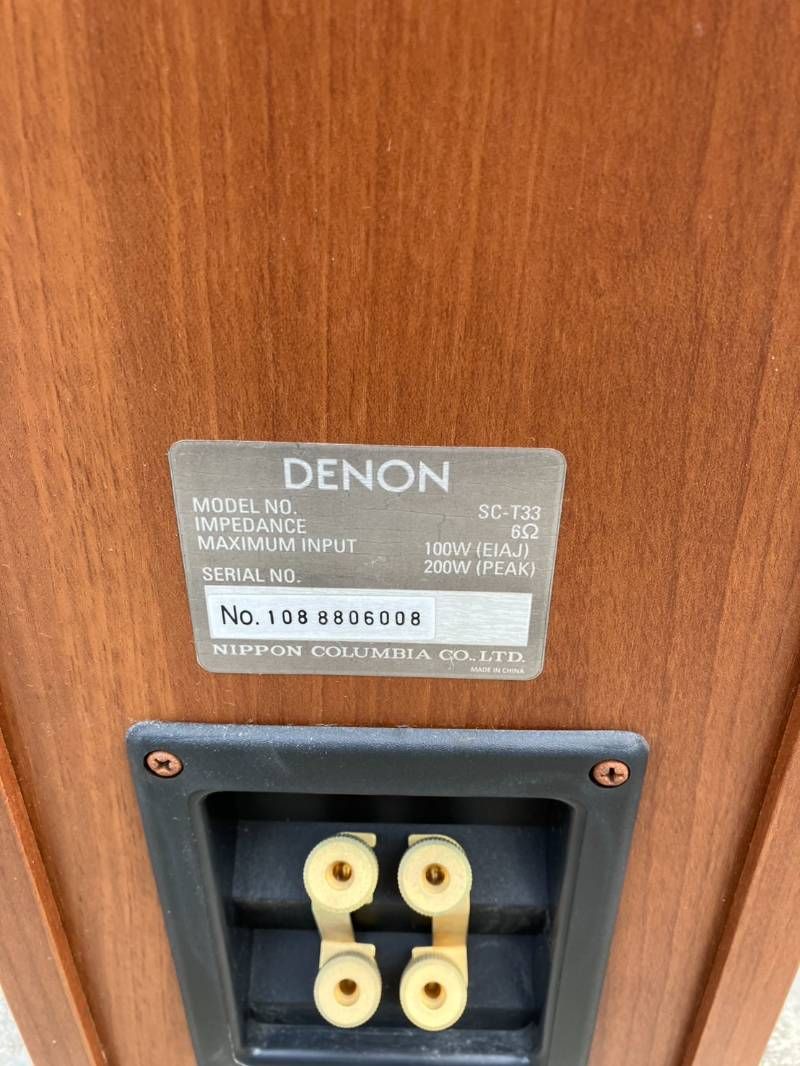 DENON
MODEL NO. SC-T33
IMPEDANCE 6Ω
MAXIMUM INPUT 100W (EIAJ)
200W (PEAK)
SERIAL NO.
No. 108 8806008
NIPPON COLUMBIA CO., LTD.
MADE IN CHINA